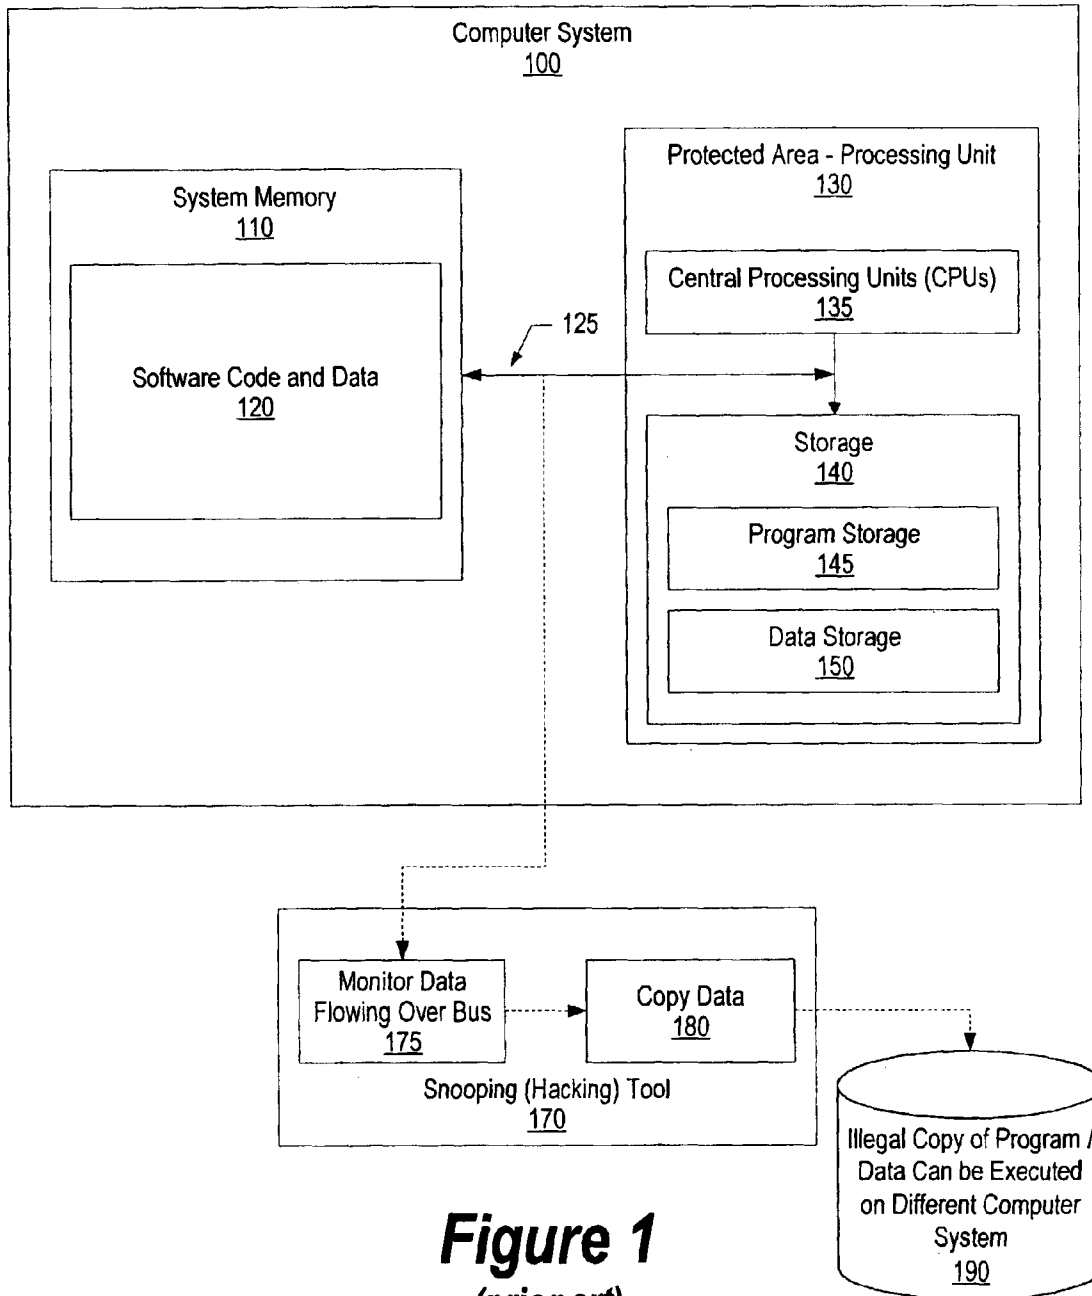 Computer System
100
System Memory
110
Software Code and Data
120
125
Protected Area - Processing Unit
130
Central Processing Units (CPUs)
135
Storage
140
Program Storage
145
Data Storage
150
Monitor Data
Flowing Over Bus
175
Copy Data
180
Snooping (Hacking) Tool
170
Illegal Copy of Program /
Data Can be Executed
on Different Computer
System
190
Figure 1
(prior art)